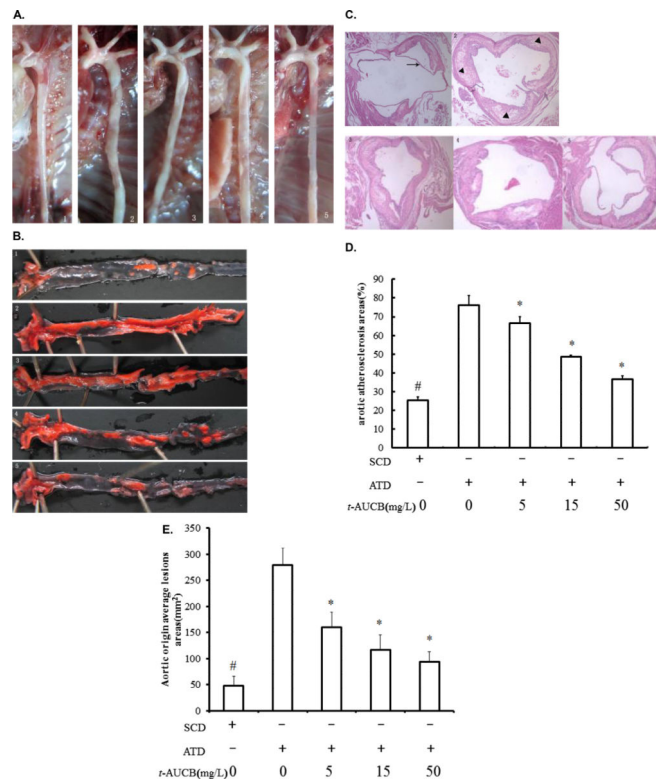 A.
1
2
3
4
5
B.
1
2
3
4
5
C.
2
D.
arotic atherosclerosis areas(%)
90
80
70
60
50
40
30
20
10
0
#
*
*
*
SCD + – – – –
ATD – + + + +
t-AUCB(mg/L) 0 0 5 15 50
E.
Aortic origin average lesions
areas(mm²)
350
300
250
200
150
100
50
0
#
*
*
*
SCD + – – – –
ATD – + + + +
t-AUCB(mg/L) 0 0 5 15 50